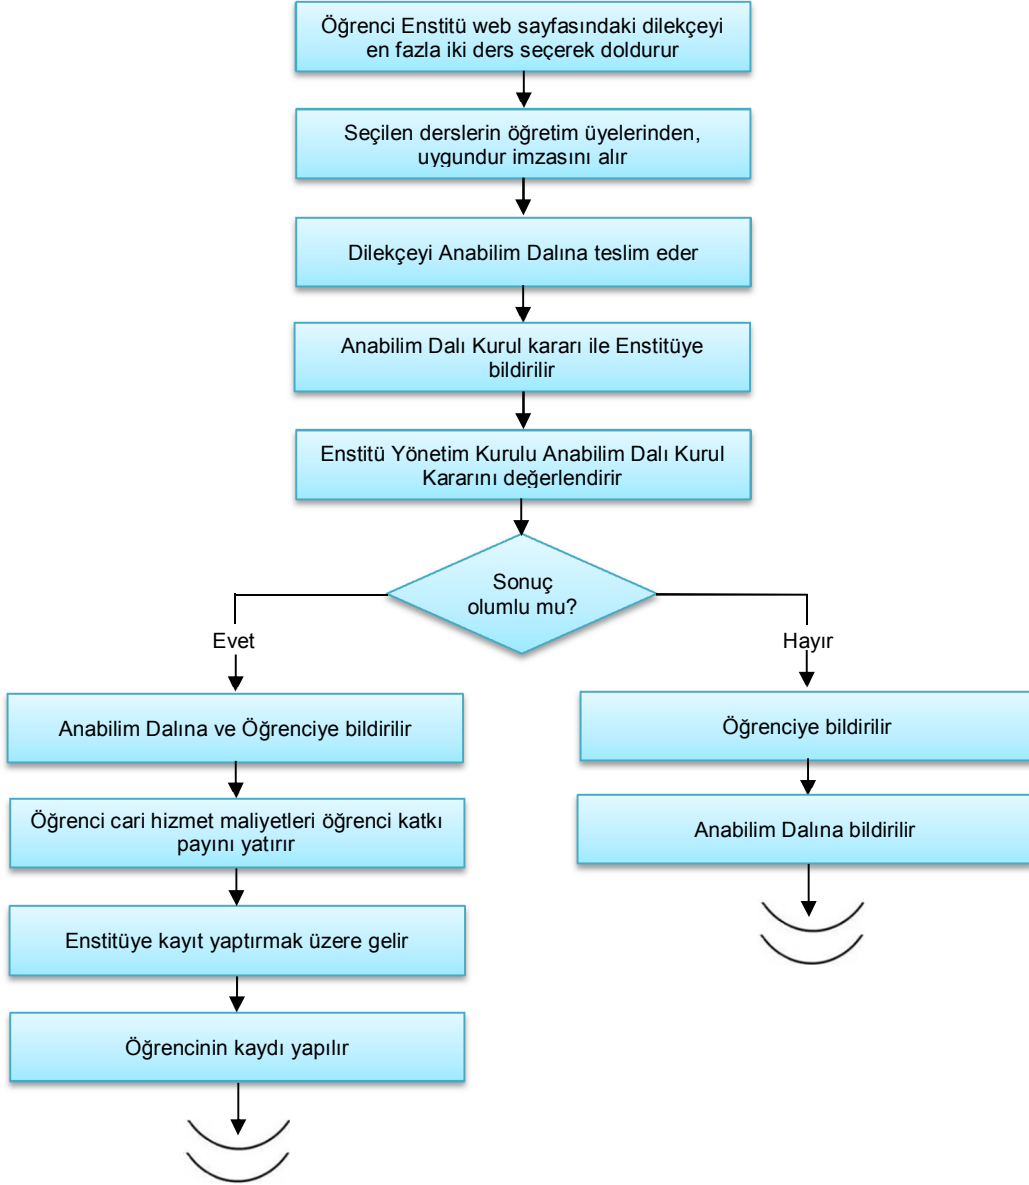 Öğrenci Enstitü web sayfasındaki dilekçeyi
en fazla iki ders seçerek doldurur
Seçilen derslerin öğretim üyelerinden,
uygundur imzasını alır
Dilekçeyi Anabilim Dalına teslim eder
Anabilim Dalı Kurul kararı ile Enstitüye
bildirilir
Enstitü Yönetim Kurulu Anabilim Dalı Kurul
Kararını değerlendirir
Sonuç
olumlu mu?
Evet
Anabilim Dalına ve Öğrenciye bildirilir
Öğrenci cari hizmet maliyetleri öğrenci katkı
payını yatırır
Enstitüye kayıt yaptırmak üzere gelir
Öğrencinin kaydı yapılır
Hayır
Öğrenciye bildirilir
Anabilim Dalına bildirilir